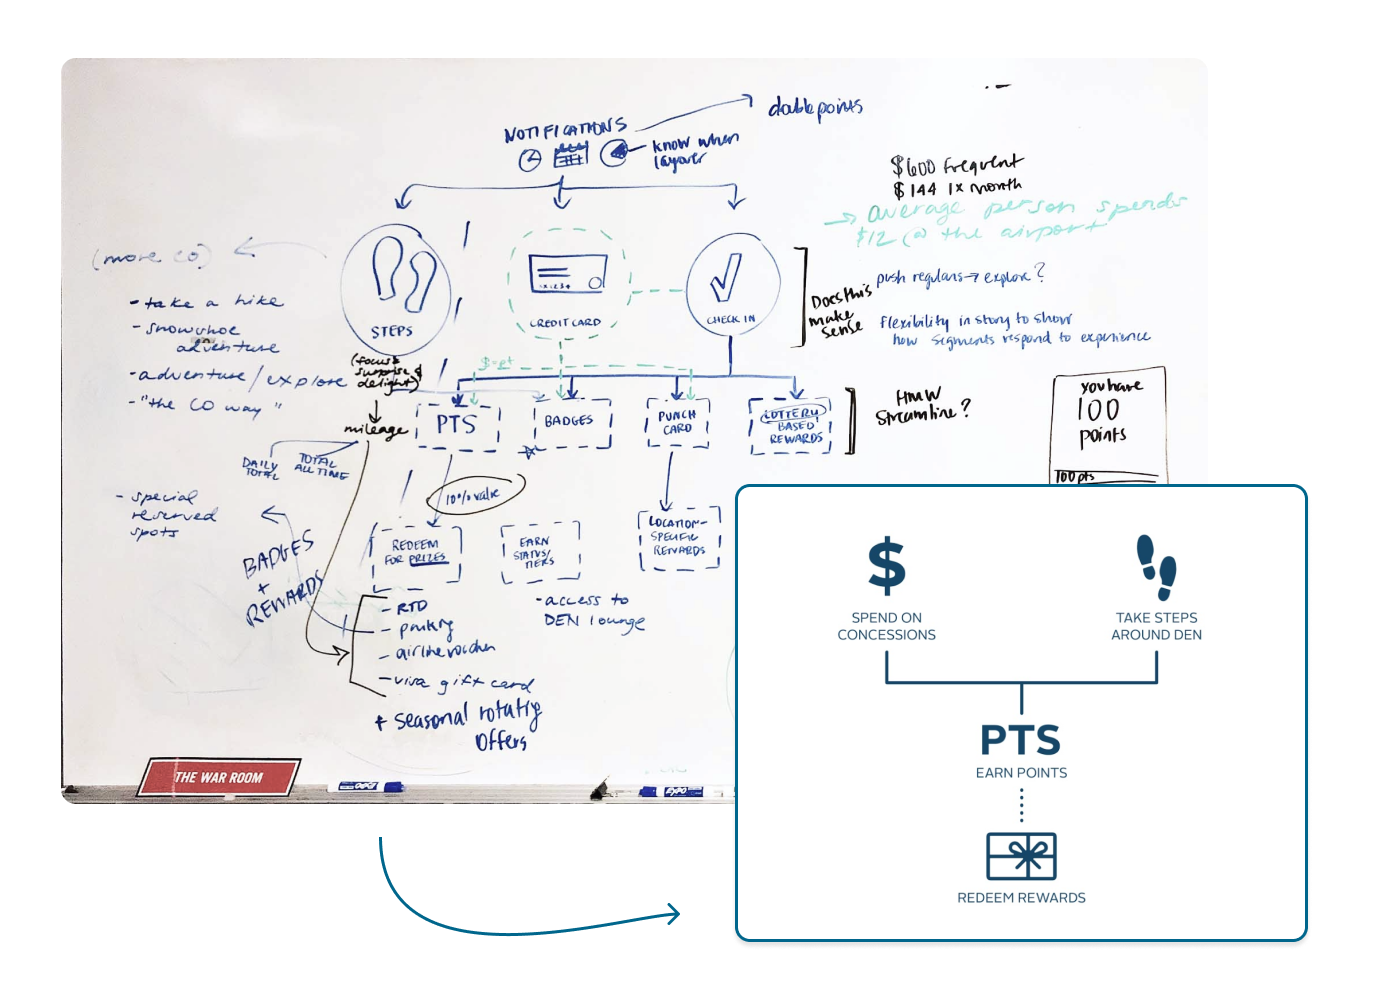 NOTIFICATIONS
double points
know when
layover
$600 frequent
$144 1x month
→ average person spends
$12 @ the airport
(more CO)
- take a hike
- snowshoe
adventure
- adventure / explore
- "the CO way"
STEPS
CREDIT CARD
CHECK IN
Does this
make
sense
push regulars → explore?
flexibility in story to show
how segments respond to experience
(focus
surprise &
delight)
$=pt
mileage
DAILY
TOTAL
TOTAL
ALL TIME
PTS
BADGES
PUNCH
CARD
LOTTERY
BASED
REWARDS
HMW
Streamline?
you have
100
points
100 pts
- special
reserved
spots
10% value
BADGES
+
REWARDS
REDEEM
FOR PRIZES
EARN
STATUS/
TIERS
LOCATION-
SPECIFIC
REWARDS
- access to
DEN lounge
- RTD
- parking
- airline voucher
- visa gift card
+ seasonal rotating
offers
THE WAR ROOM
EXPO
EXPO
$
SPEND ON
CONCESSIONS
TAKE STEPS
AROUND DEN
PTS
EARN POINTS
REDEEM REWARDS